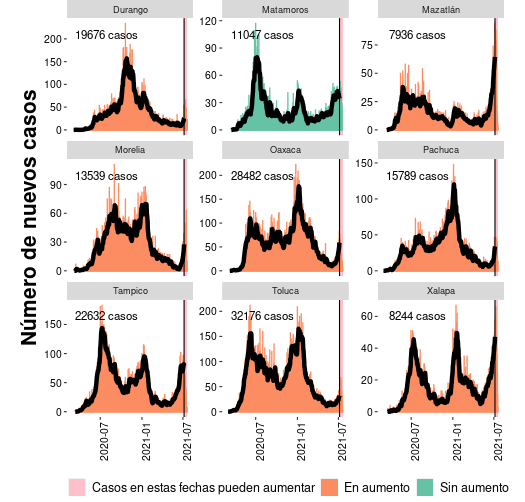 Número de nuevos casos
Durango
19676 casos
200
150
100
50
0
Matamoros
11047 casos
120
90
60
30
0
Mazatlán
7936 casos
75
50
25
0
Morelia
13539 casos
90
60
30
0
Oaxaca
28482 casos
200
150
100
50
0
Pachuca
15789 casos
150
100
50
0
Tampico
22632 casos
150
100
50
0
Toluca
32176 casos
200
150
100
50
0
Xalapa
8244 casos
60
40
20
0
2020-07
2021-01
2021-07
2020-07
2021-01
2021-07
2020-07
2021-01
2021-07
Casos en estas fechas pueden aumentar
En aumento
Sin aumento